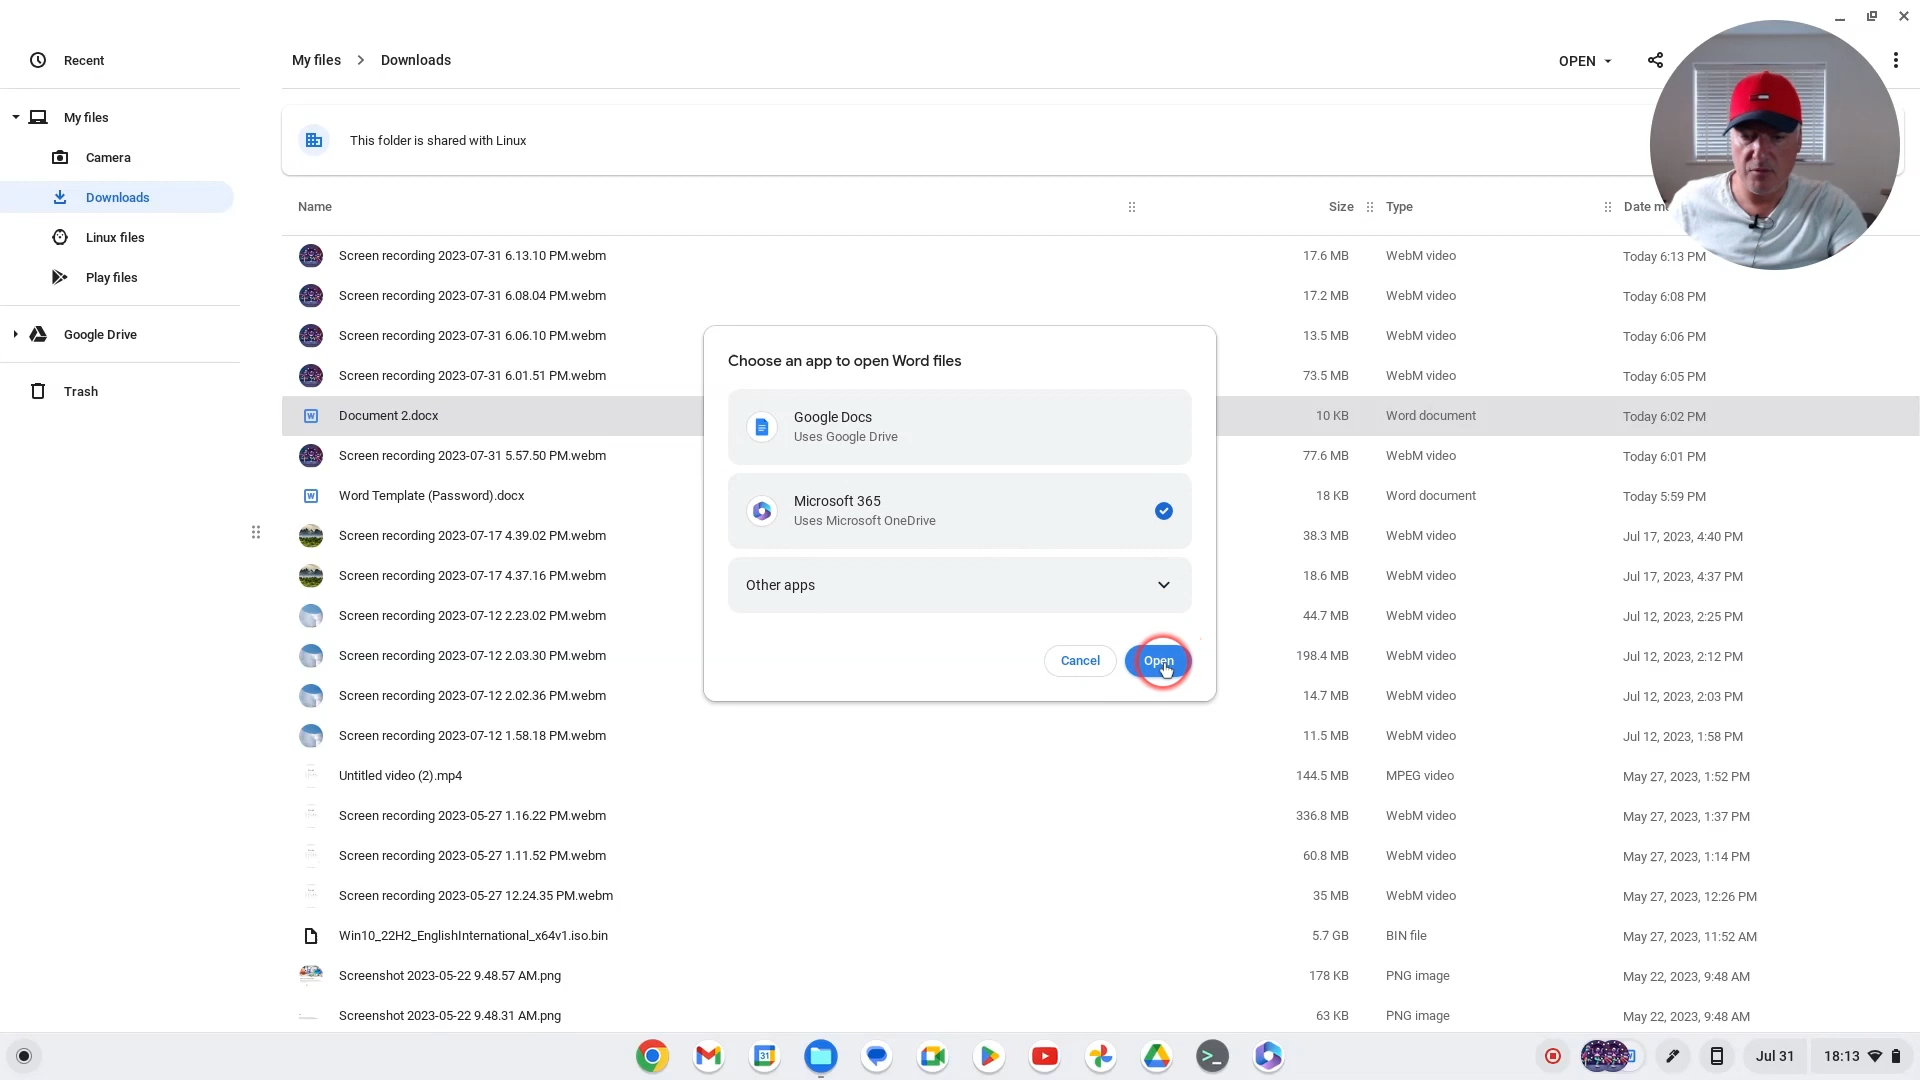 Recent
My files
Camera
Downloads
Linux files
Play files
Google Drive
Trash
My files > Downloads
OPEN
This folder is shared with Linux
Name Size Type Date
Screen recording 2023-07-31 6.13.10 PM.webm 17.6 MB WebM video Today 6:13 PM
Screen recording 2023-07-31 6.08.04 PM.webm 17.2 MB WebM video Today 6:08 PM
Screen recording 2023-07-31 6.06.10 PM.webm 13.5 MB WebM video Today 6:06 PM
Screen recording 2023-07-31 6.01.51 PM.webm 73.5 MB WebM video Today 6:05 PM
Document 2.docx 10 KB Word document Today 6:02 PM
Screen recording 2023-07-31 5.57.50 PM.webm 77.6 MB WebM video Today 6:01 PM
Word Template (Password).docx 18 KB Word document Today 5:59 PM
Screen recording 2023-07-17 4.39.02 PM.webm 38.3 MB WebM video Jul 17, 2023, 4:40 PM
Screen recording 2023-07-17 4.37.16 PM.webm 18.6 MB WebM video Jul 17, 2023, 4:37 PM
Screen recording 2023-07-12 2.23.02 PM.webm 44.7 MB WebM video Jul 12, 2023, 2:25 PM
Screen recording 2023-07-12 2.03.30 PM.webm 198.4 MB WebM video Jul 12, 2023, 2:12 PM
Screen recording 2023-07-12 2.02.36 PM.webm 14.7 MB WebM video Jul 12, 2023, 2:03 PM
Screen recording 2023-07-12 1.58.18 PM.webm 11.5 MB WebM video Jul 12, 2023, 1:58 PM
Untitled video (2).mp4 144.5 MB MPEG video May 27, 2023, 1:52 PM
Screen recording 2023-05-27 1.16.22 PM.webm 336.8 MB WebM video May 27, 2023, 1:37 PM
Screen recording 2023-05-27 1.11.52 PM.webm 60.8 MB WebM video May 27, 2023, 1:14 PM
Screen recording 2023-05-27 12.24.35 PM.webm 35 MB WebM video May 27, 2023, 12:26 PM
Win10_22H2_EnglishInternational_x64v1.iso.bin 5.7 GB BIN file May 27, 2023, 11:52 AM
Screenshot 2023-05-22 9.48.57 AM.png 178 KB PNG image May 22, 2023, 9:48 AM
Screenshot 2023-05-22 9.48.31 AM.png 63 KB PNG image May 22, 2023, 9:48 AM
Choose an app to open Word files
Google Docs
Uses Google Drive
Microsoft 365
Uses Microsoft OneDrive
Other apps
Cancel Open
31
Jul 31 18:13